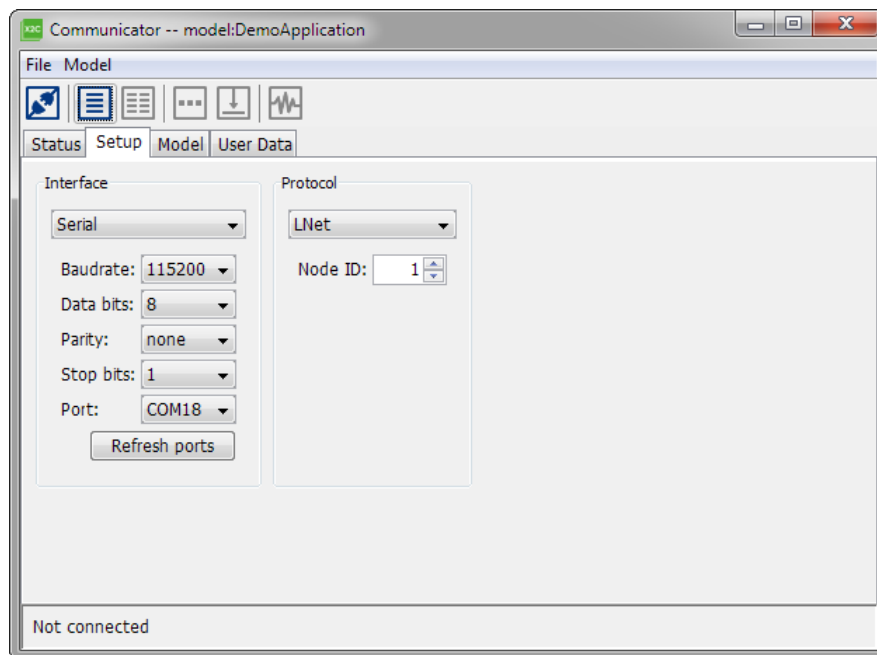 X2C Communicator -- model:DemoApplication
File Model
Status Setup Model User Data
Interface Protocol
Serial LNet
Baudrate: 115200 Node ID: 1
Data bits: 8
Parity: none
Stop bits: 1
Port: COM18
Refresh ports
Not connected